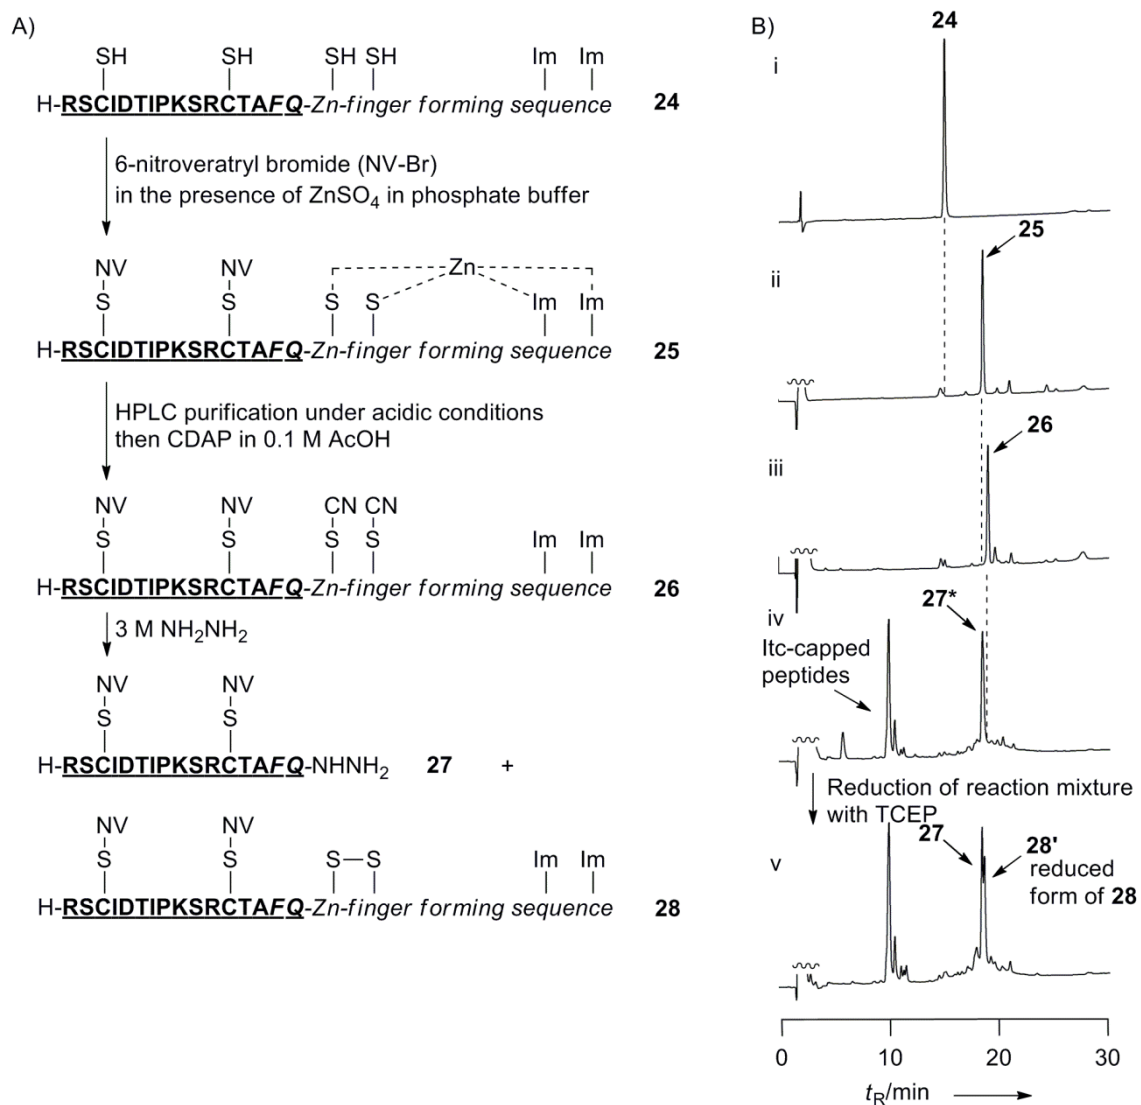 A)
SH SH SH SH Im Im
H-RSCIDTIPKSRCTAFQ-Zn-finger forming sequence 24
6-nitroveratryl bromide (NV-Br)
in the presence of ZnSO4 in phosphate buffer
NV NV Zn
S S S S Im Im
H-RSCIDTIPKSRCTAFQ-Zn-finger forming sequence 25
HPLC purification under acidic conditions
then CDAP in 0.1 M AcOH
NV NV CN CN
S S S S Im Im
H-RSCIDTIPKSRCTAFQ-Zn-finger forming sequence 26
3 M NH2NH2
NV NV
S S
H-RSCIDTIPKSRCTAFQ-NHNH2 27 +
NV NV
S S S S Im Im
H-RSCIDTIPKSRCTAFQ-Zn-finger forming sequence 28
B)
24
i
25
ii
26
iii
27*
iv
Itc-capped
peptides
Reduction of reaction mixture
with TCEP
27
28'
v
reduced
form of 28
0 10 20 30
tR/min